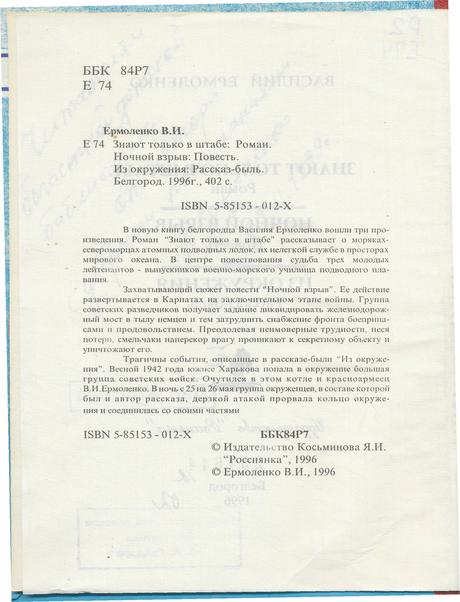 ББК 84Р7
Е 74
Ермоленко В.И.
Е 74 Знают только в штабе: Роман.
Ночной взрыв: Повесть.
Из окружения: Рассказ-быль.
Белгород. 1996г., 402 с.
ISBN 5-85153 - 012-X
В новую книгу белгородца Василия Ермоленко вошли три про-
изведения. Роман "Знают только в штабе" рассказывает о моряках-
североморцах атомных подводных лодок, их нелегкой службе в просторах
мирового океана. В центре повествования судьба трех молодых
лейтенантов - выпускников военно-морского училища подводного пла-
вания.
Захватывающий сюжет повести "Ночной взрыв". Ее действие
развертывается в Карпатах на заключительном этапе войны. Группа
советских разведчиков получает задание ликвидировать железнодорож-
ный мост в тылу немцев и тем затруднить снабжение фронта боеприпа-
сами и продовольствием. Преодолевая неимоверные трудности, неся
потери, смельчаки наперекор врагу проникают к секретному объекту и
уничтожают его.
Трагичны события, описанные в рассказе-были "Из окруже-
ния". Весной 1942 года южнее Харькова попала в окружение большая
группа советских войск. Очутился в этом котле и красноармеец
В.И.Ермоленко. В ночь с 25 на 26 мая группа окруженцев, в составе которой
был и автор рассказа, дерзкой атакой прорвала кольцо окруже-
ния и соединилась со своими частями
ISBN 5-85153 -012-X ББК84Р7
© Издательство Косьминова Я.И.
"Росснянка", 1996
© Ермоленко В.И., 1996